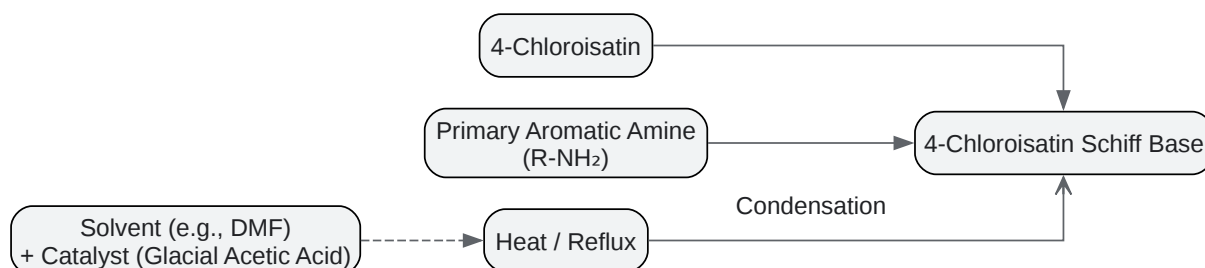 4-Chloroisatin
Primary Aromatic Amine
(R-NH₂)
4-Chloroisatin Schiff Base
Condensation
Solvent (e.g., DMF)
+ Catalyst (Glacial Acetic Acid)
Heat / Reflux